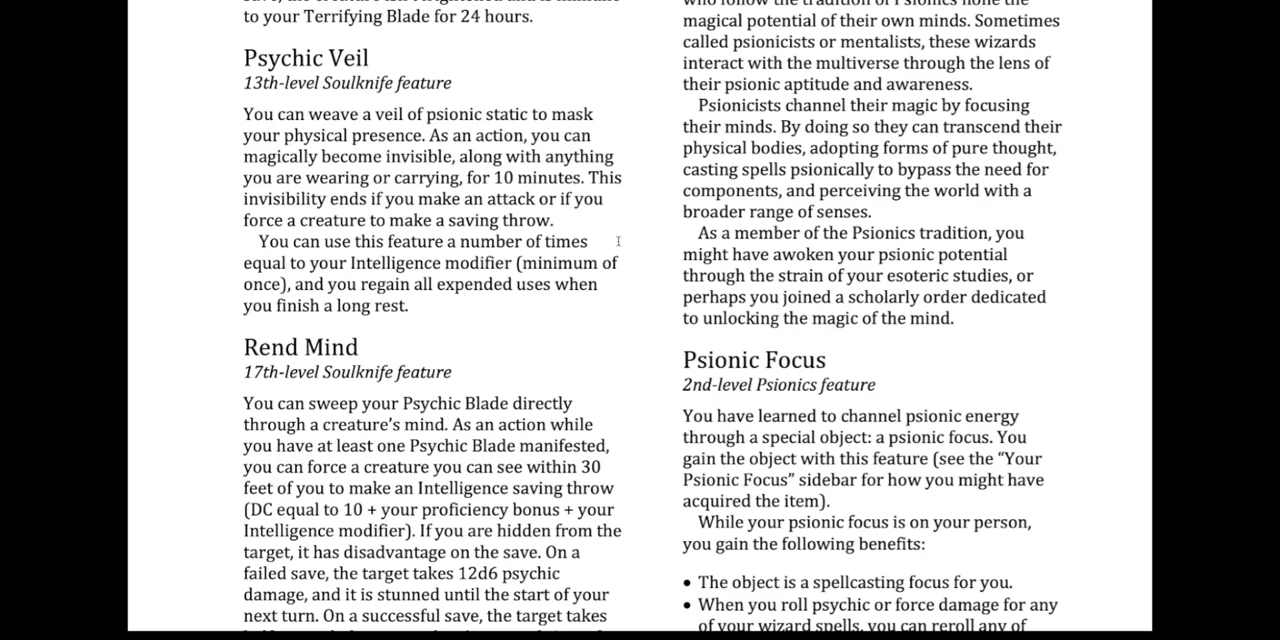 to your Terrifying Blade for 24 hours.
Psychic Veil
13th-level Soulknife feature
You can weave a veil of psionic static to mask
your physical presence. As an action, you can
magically become invisible, along with anything
you are wearing or carrying, for 10 minutes. This
invisibility ends if you make an attack or if you
force a creature to make a saving throw.
You can use this feature a number of times
equal to your Intelligence modifier (minimum of
once), and you regain all expended uses when
you finish a long rest.
Rend Mind
17th-level Soulknife feature
You can sweep your Psychic Blade directly
through a creature's mind. As an action while
you have at least one Psychic Blade manifested,
you can force a creature you can see within 30
feet of you to make an Intelligence saving throw
(DC equal to 10 + your proficiency bonus + your
Intelligence modifier). If you are hidden from the
target, it has disadvantage on the save. On a
failed save, the target takes 12d6 psychic
damage, and it is stunned until the start of your
next turn. On a successful save, the target takes
who follow the tradition of Psionics hone the
magical potential of their own minds. Sometimes
called psionicists or mentalists, these wizards
interact with the multiverse through the lens of
their psionic aptitude and awareness.
Psionicists channel their magic by focusing
their minds. By doing so they can transcend their
physical bodies, adopting forms of pure thought,
casting spells psionically to bypass the need for
components, and perceiving the world with a
broader range of senses.
As a member of the Psionics tradition, you
might have awoken your psionic potential
through the strain of your esoteric studies, or
perhaps you joined a scholarly order dedicated
to unlocking the magic of the mind.
Psionic Focus
2nd-level Psionics feature
You have learned to channel psionic energy
through a special object: a psionic focus. You
gain the object with this feature (see the “Your
Psionic Focus” sidebar for how you might have
acquired the item).
While your psionic focus is on your person,
you gain the following benefits:
• The object is a spellcasting focus for you.
• When you roll psychic or force damage for any
of your wizard spells, you can reroll any of